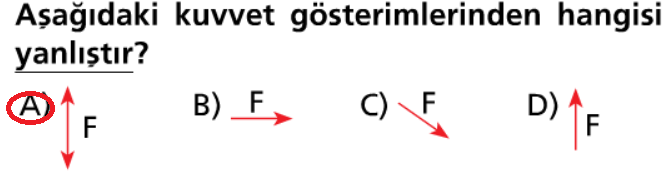 Aşağıdaki kuvvet gösterimlerinden hangisi
yanlıştır?
A) F B) F C) F D) F